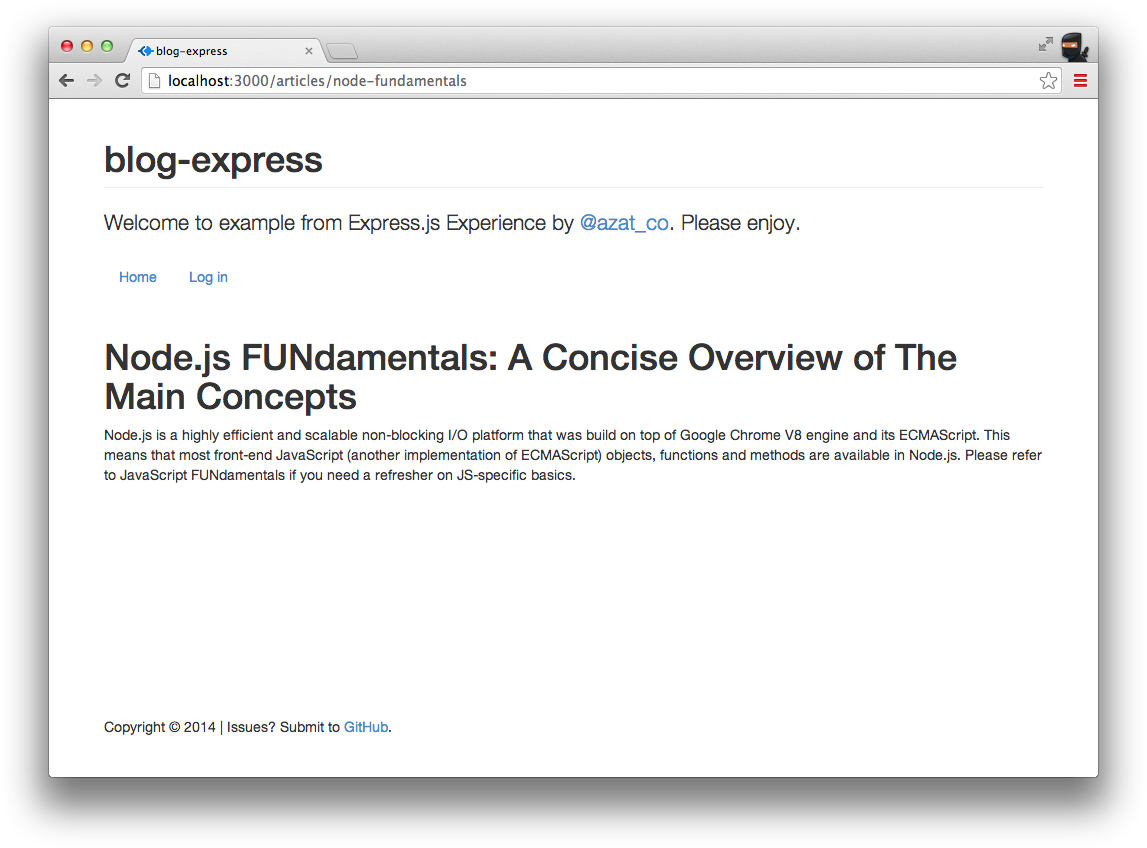 blog-express
localhost:3000/articles/node-fundamentals
blog-express
Welcome to example from Express.js Experience by @azat_co. Please enjoy.
Home Log in
Node.js FUNdamentals: A Concise Overview of The
Main Concepts
Node.js is a highly efficient and scalable non-blocking I/O platform that was build on top of Google Chrome V8 engine and its ECMAScript. This
means that most front-end JavaScript (another implementation of ECMAScript) objects, functions and methods are available in Node.js. Please refer
to JavaScript FUNdamentals if you need a refresher on JS-specific basics.
Copyright © 2014 | Issues? Submit to GitHub.